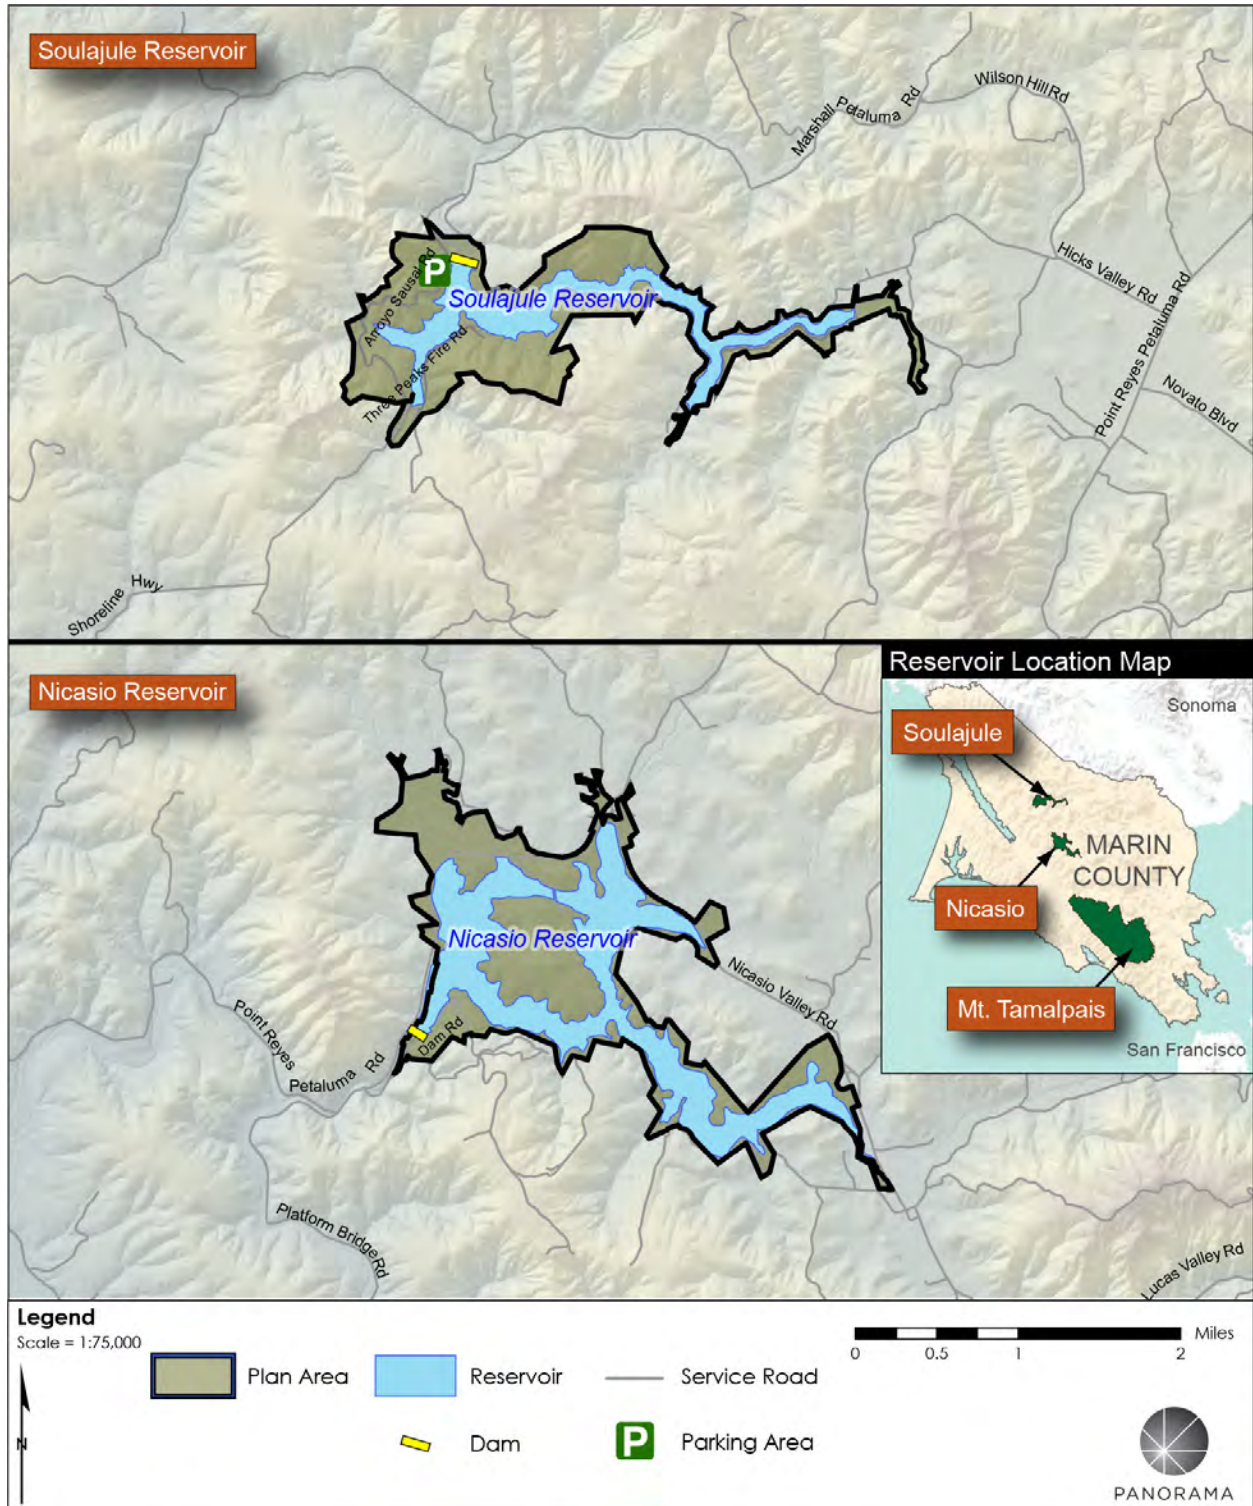 Soulajule Reservoir
Wilson Hill Rd
Marshall Petaluma Rd
Hicks Valley Rd
Point Reyes Petaluma Rd
Novato Blvd
Arroyo Sausal Rd
P
Soulajule Reservoir
Three Peaks Fire Rd
Shoreline Hwy
Nicasio Reservoir
Nicasio Reservoir
Nicasio Valley Rd
Dam Rd
Point Reyes
Petaluma Rd
Platform Bridge Rd
Lucas Valley Rd
Reservoir Location Map
Sonoma
Soulajule
MARIN
COUNTY
Nicasio
Mt. Tamalpais
San Francisco
Legend
Scale = 1:75,000
N
Plan Area
Reservoir
Service Road
Dam
P
Parking Area
Miles
0 0.5 1 2
PANORAMA